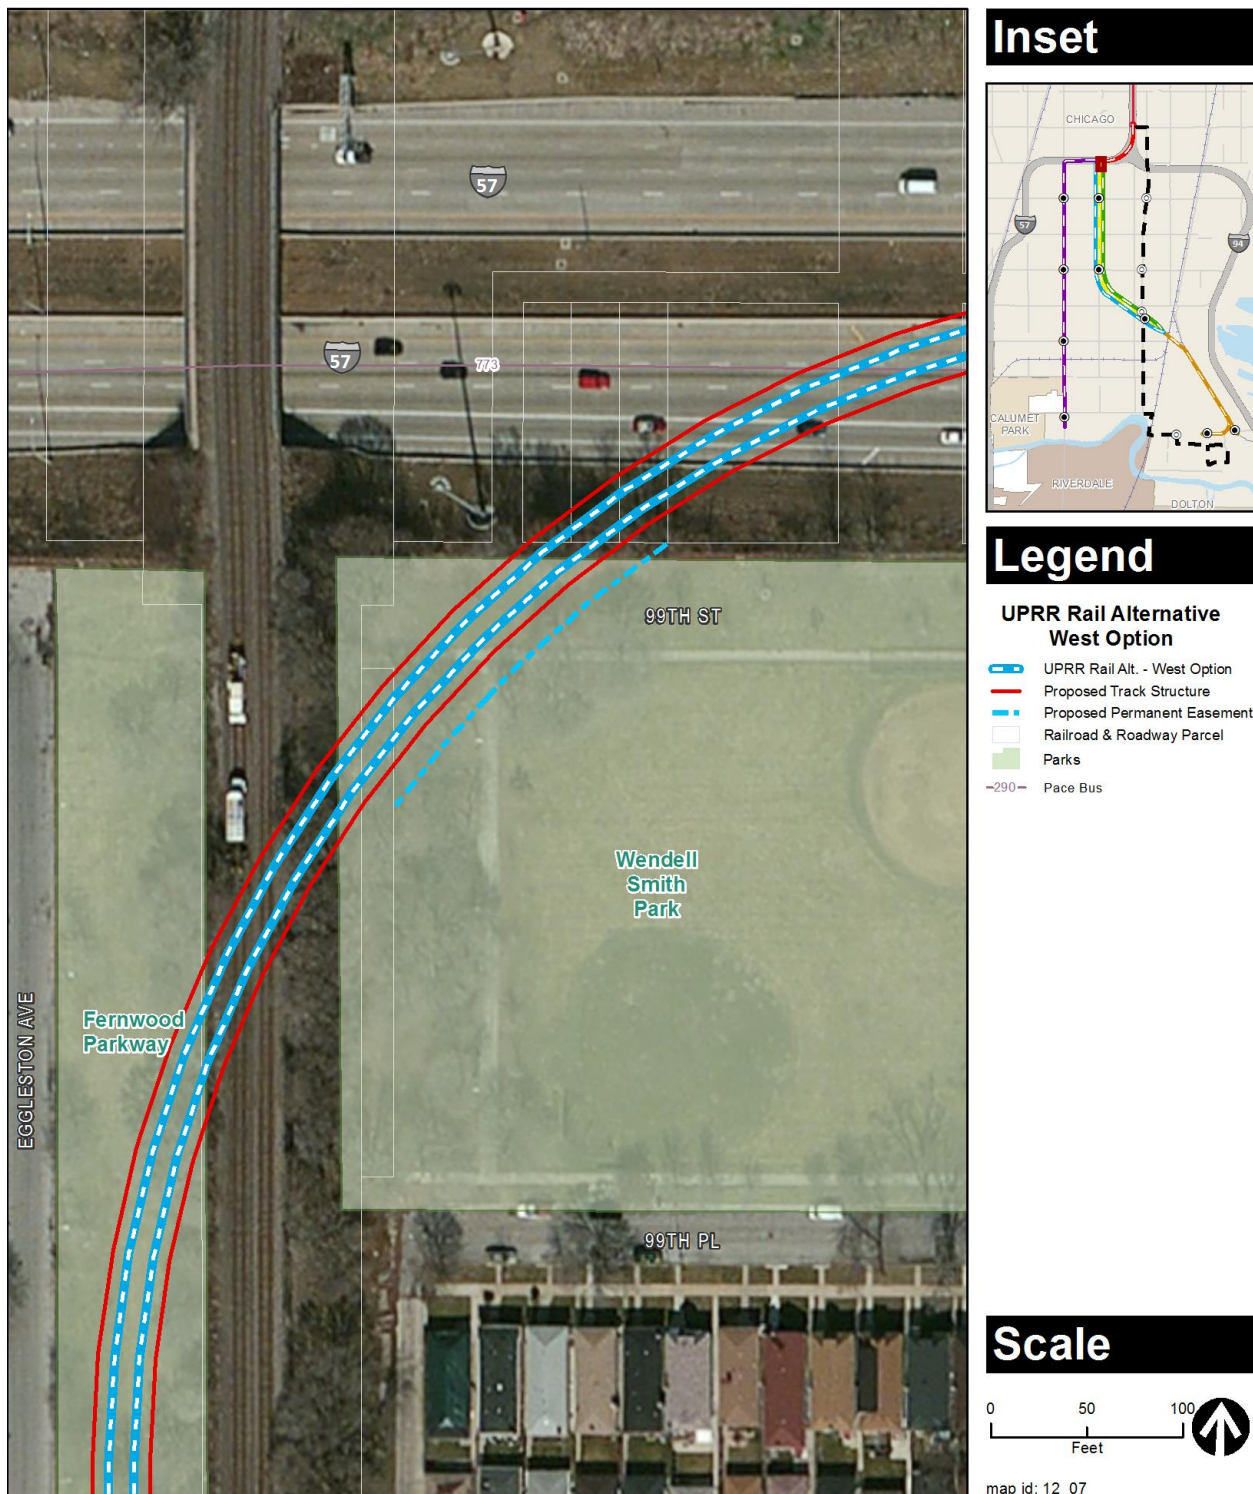 Inset
CHICAGO
57
94
CALUMET
PARK
RIVERDALE
DOLTON
57
57
773
99TH ST
Wendell
Smith
Park
Fernwood
Parkway
EGGLESTON AVE
99TH PL
Legend
UPRR Rail Alternative
West Option
UPRR Rail Alt. - West Option
Proposed Track Structure
Proposed Permanent Easement
Railroad & Roadway Parcel
Parks
-290- Pace Bus
Scale
0 50 100
Feet
map id: 12_07